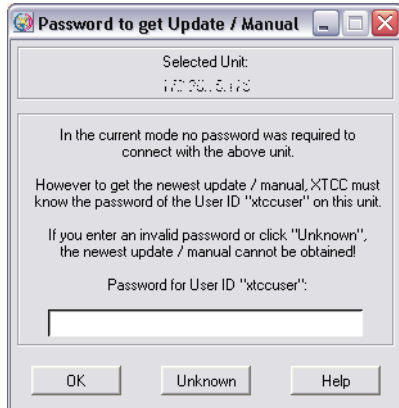 Password to get Update / Manual
Selected Unit:
In the current mode no password was required to
connect with the above unit.
However to get the newest update / manual, XTCC must
know the password of the User ID "xtccuser" on this unit.
If you enter an invalid password or click "Unknown",
the newest update / manual cannot be obtained!
Password for User ID "xtccuser":
OK Unknown Help